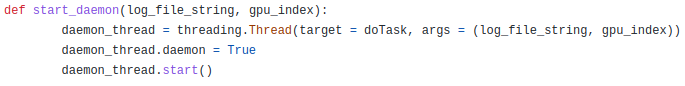 def start_daemon(log_file_string, gpu_index):
        daemon_thread = threading.Thread(target = doTask, args = (log_file_string, gpu_index))
        daemon_thread.daemon = True
        daemon_thread.start()